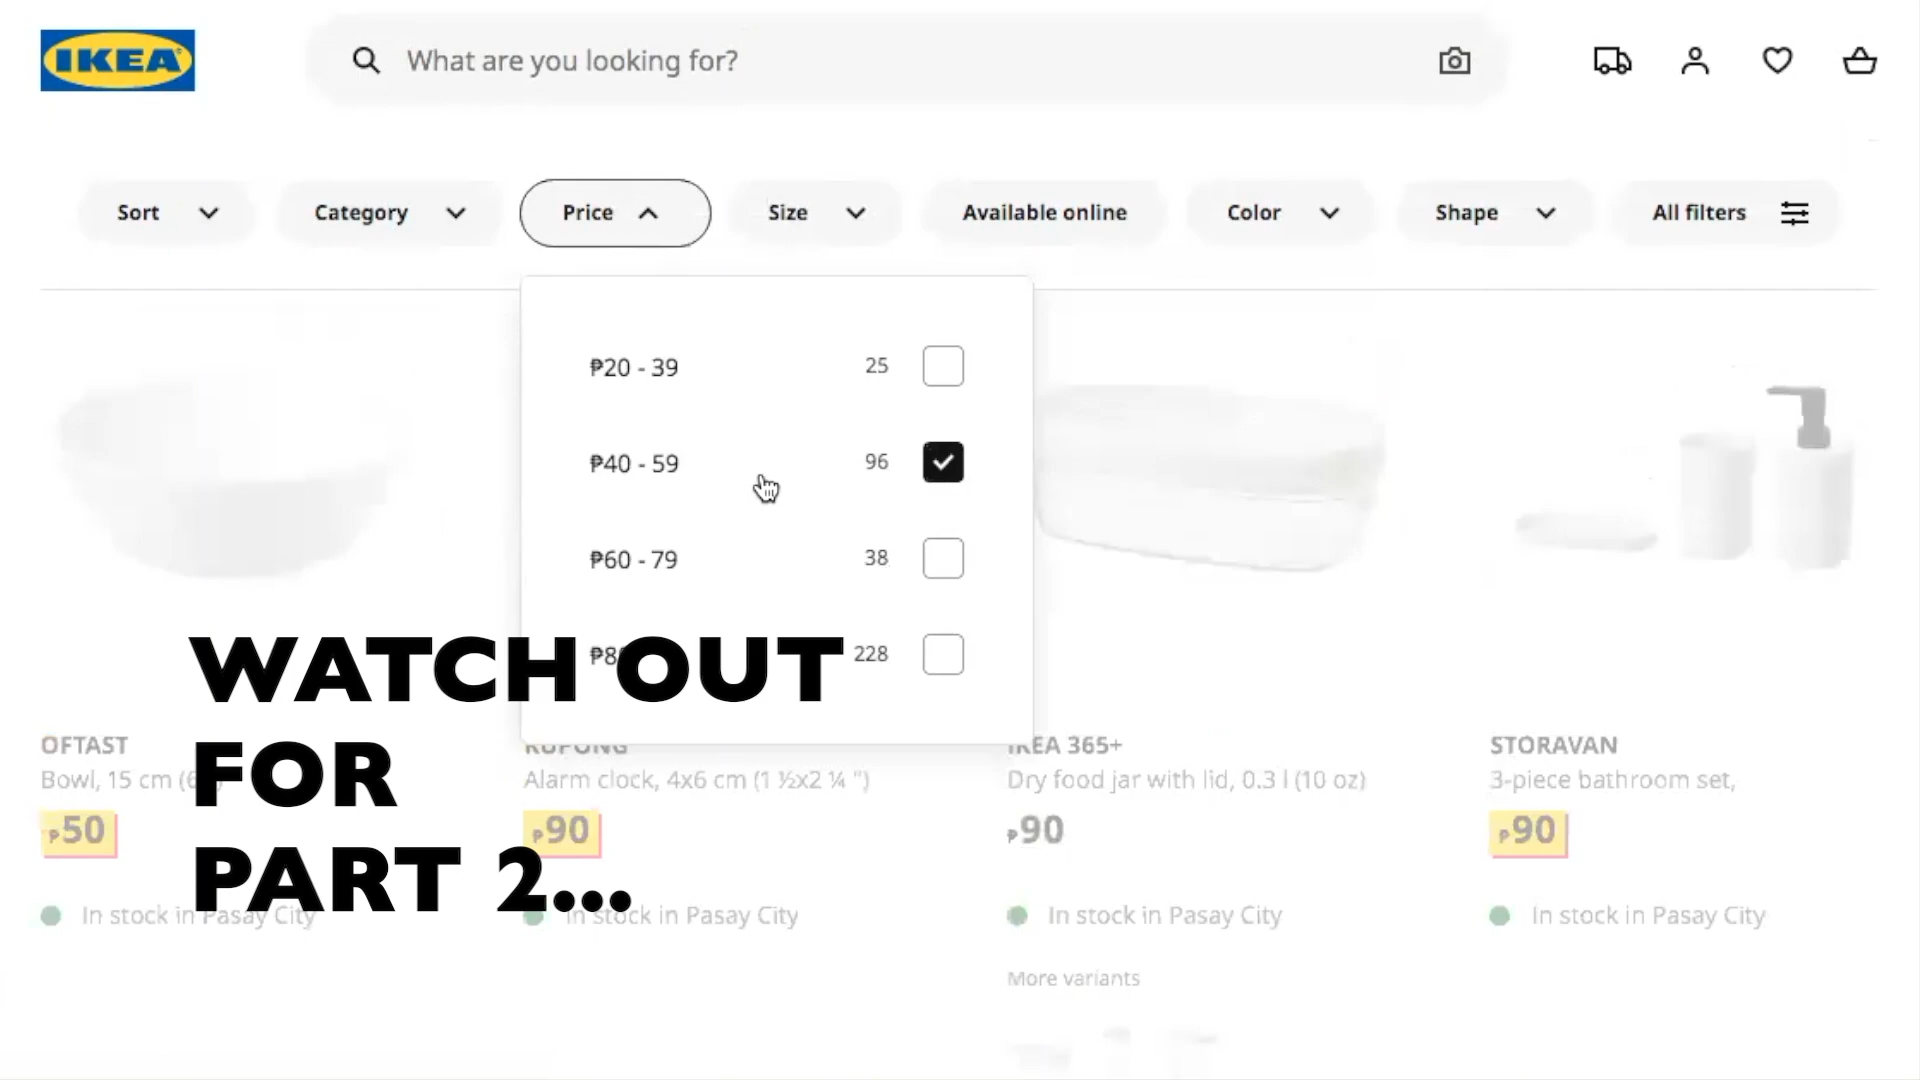 IKEA
What are you looking for?
Sort
Category
Price
Size
Available online
Color
Shape
All filters
₱20 - 39 25
₱40 - 59 96
₱60 - 79 38
228
WATCH OUT
FOR
PART 2...
OFTAST
Bowl, 15 cm
₱50
In stock in Pasay City
Alarm clock, 4x6 cm (1 ½x2 ¼ ")
₱90
In stock in Pasay City
IKEA 365+
Dry food jar with lid, 0.3 l (10 oz)
₱90
In stock in Pasay City
More variants
STORAVAN
3-piece bathroom set,
₱90
In stock in Pasay City